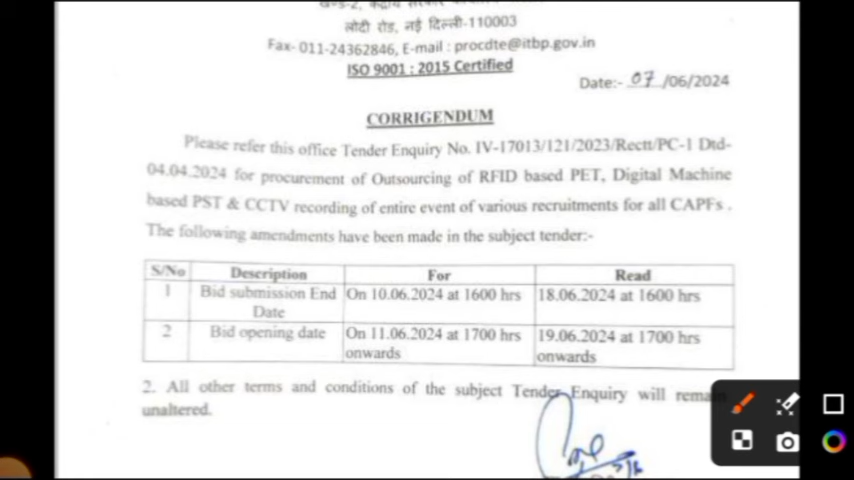 लोटी रोड, नई दिल्ली-110003
Fax- 011-24362846, E-mail : procdte@itbp.gov.in
ISO 9001 : 2015 Certified
Date:- 07/06/2024
CORRIGENDUM
Please refer this office Tender Enquiry No. IV-17013/121/2023/Rectt/PC-1 Dtd-
04.04.2024 for procurement of Outsourcing of RFID based PET, Digital Machine
based PST & CCTV recording of entire event of various recruitments for all CAPFs .
The following amendments have been made in the subject tender:-
S/No Description For Read
1 Bid submission End Date On 10.06.2024 at 1600 hrs 18.06.2024 at 1600 hrs
2 Bid opening date On 11.06.2024 at 1700 hrs onwards 19.06.2024 at 1700 hrs onwards
2. All other terms and conditions of the subject Tender Enquiry will remain
unaltered.